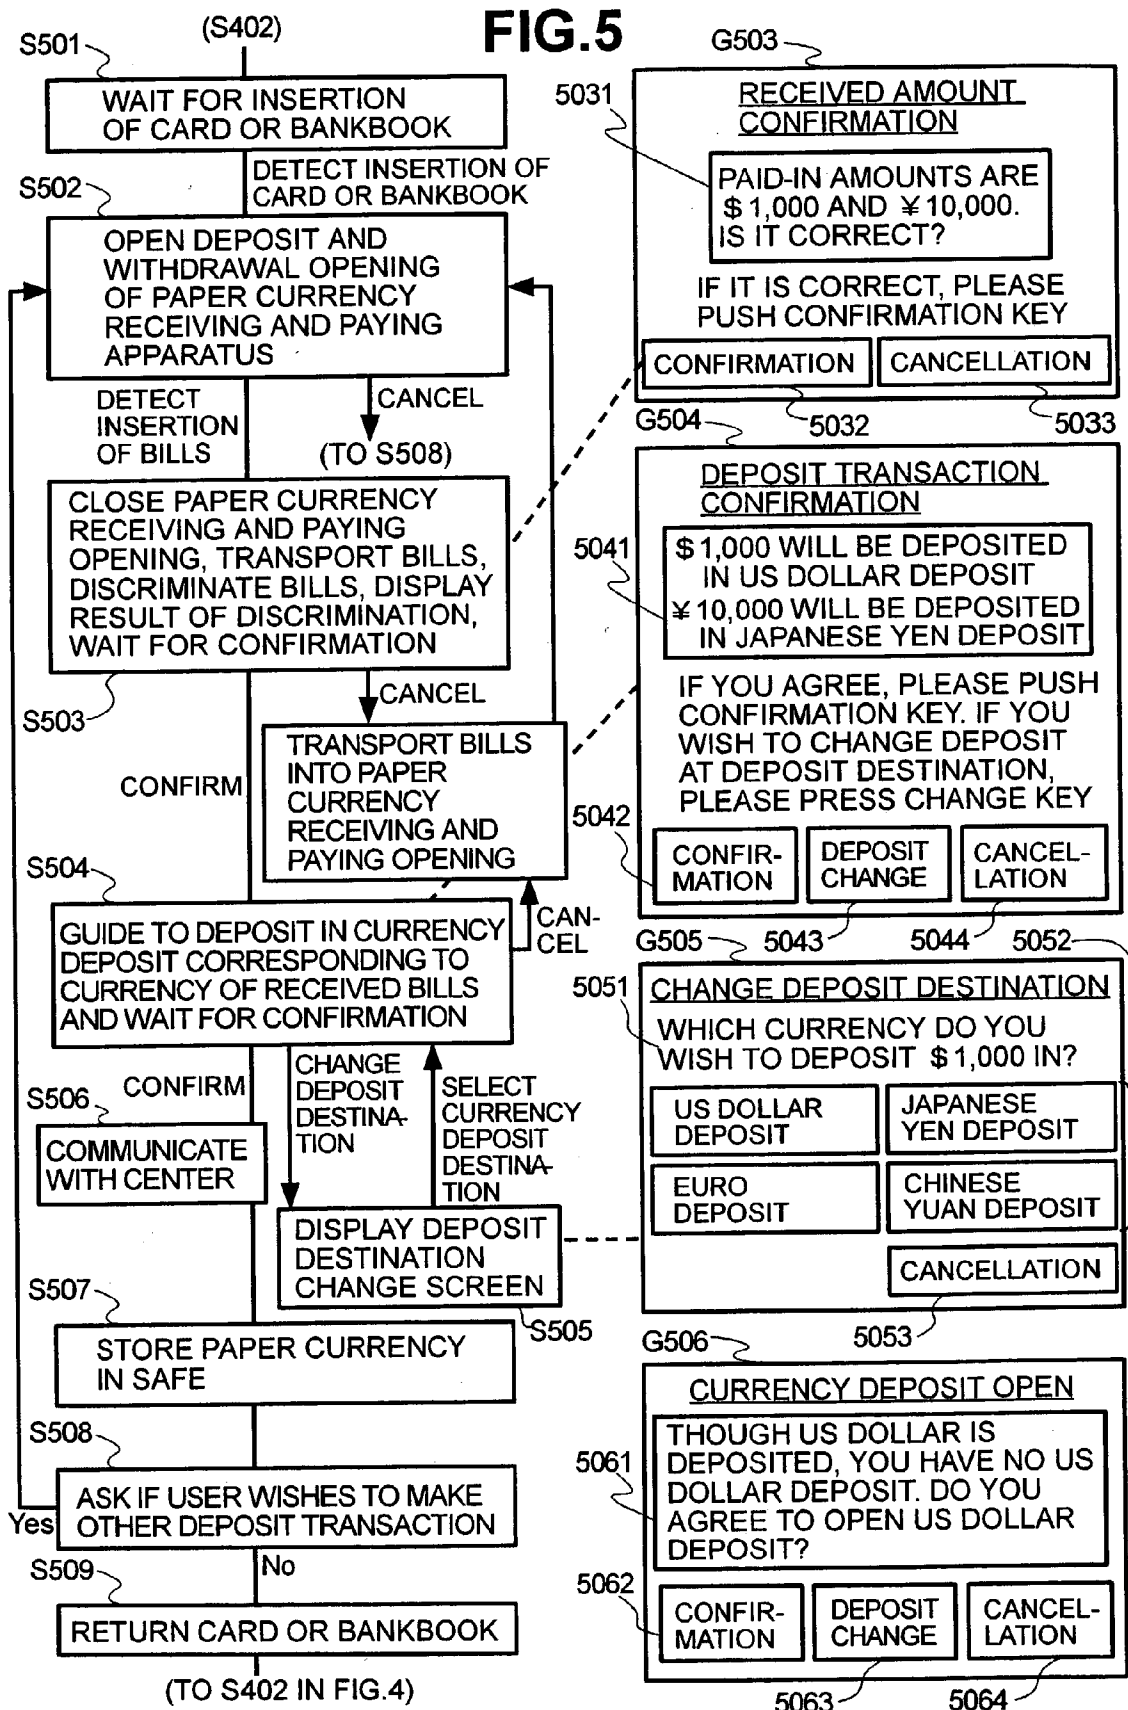 FIG.5
(S402)
S501
WAIT FOR INSERTION
OF CARD OR BANKBOOK
DETECT INSERTION OF
CARD OR BANKBOOK
S502
OPEN DEPOSIT AND
WITHDRAWAL OPENING
OF PAPER CURRENCY
RECEIVING AND PAYING
APPARATUS
DETECT
INSERTION
OF BILLS
CANCEL
(TO S508)
CLOSE PAPER CURRENCY
RECEIVING AND PAYING
OPENING, TRANSPORT BILLS,
DISCRIMINATE BILLS, DISPLAY
RESULT OF DISCRIMINATION,
WAIT FOR CONFIRMATION
S503
CANCEL
TRANSPORT BILLS
INTO PAPER
CURRENCY
RECEIVING AND
PAYING OPENING
CONFIRM
S504
CAN-
CEL
GUIDE TO DEPOSIT IN CURRENCY
DEPOSIT CORRESPONDING TO
CURRENCY OF RECEIVED BILLS
AND WAIT FOR CONFIRMATION
CONFIRM
CHANGE
DEPOSIT
DESTINA-
TION
SELECT
CURRENCY
DEPOSIT
DESTINA-
TION
S506
COMMUNICATE
WITH CENTER
DISPLAY DEPOSIT
DESTINATION
CHANGE SCREEN
S505
S507
STORE PAPER CURRENCY
IN SAFE
S508
ASK IF USER WISHES TO MAKE
OTHER DEPOSIT TRANSACTION
Yes
No
S509
RETURN CARD OR BANKBOOK
(TO S402 IN FIG.4)
G503
RECEIVED AMOUNT
CONFIRMATION
5031
PAID-IN AMOUNTS ARE
$1,000 AND ¥10,000.
IS IT CORRECT?
IF IT IS CORRECT, PLEASE
PUSH CONFIRMATION KEY
CONFIRMATION
CANCELLATION
5032
5033
G504
DEPOSIT TRANSACTION
CONFIRMATION
5041
$1,000 WILL BE DEPOSITED
IN US DOLLAR DEPOSIT
¥10,000 WILL BE DEPOSITED
IN JAPANESE YEN DEPOSIT
IF YOU AGREE, PLEASE PUSH
CONFIRMATION KEY. IF YOU
WISH TO CHANGE DEPOSIT
AT DEPOSIT DESTINATION,
PLEASE PRESS CHANGE KEY
5042
CONFIR-
MATION
DEPOSIT
CHANGE
CANCEL-
LATION
5043
5044
G505
5052
5051
CHANGE DEPOSIT DESTINATION
WHICH CURRENCY DO YOU
WISH TO DEPOSIT $1,000 IN?
US DOLLAR
DEPOSIT
JAPANESE
YEN DEPOSIT
EURO
DEPOSIT
CHINESE
YUAN DEPOSIT
CANCELLATION
5053
G506
CURRENCY DEPOSIT OPEN
5061
THOUGH US DOLLAR IS
DEPOSITED, YOU HAVE NO US
DOLLAR DEPOSIT. DO YOU
AGREE TO OPEN US DOLLAR
DEPOSIT?
5062
CONFIR-
MATION
DEPOSIT
CHANGE
CANCEL-
LATION
5063
5064